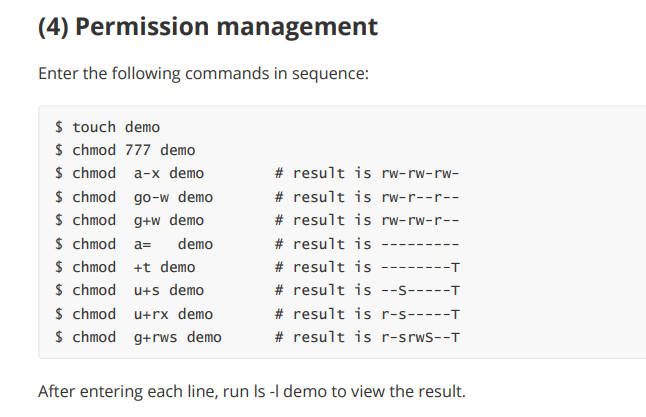 (4) Permission management
Enter the following commands in sequence:
$ touch demo
$ chmod 777 demo
$ chmod  a-x demo        # result is rw-rw-rw-
$ chmod  go-w demo       # result is rw-r--r--
$ chmod  g+w demo        # result is rw-rw-r--
$ chmod  a=   demo       # result is ---------
$ chmod  +t demo         # result is --------T
$ chmod  u+s demo        # result is --S-----T
$ chmod  u+rx demo       # result is r-s-----T
$ chmod  g+rws demo      # result is r-srwS--T
After entering each line, run ls -l demo to view the result.